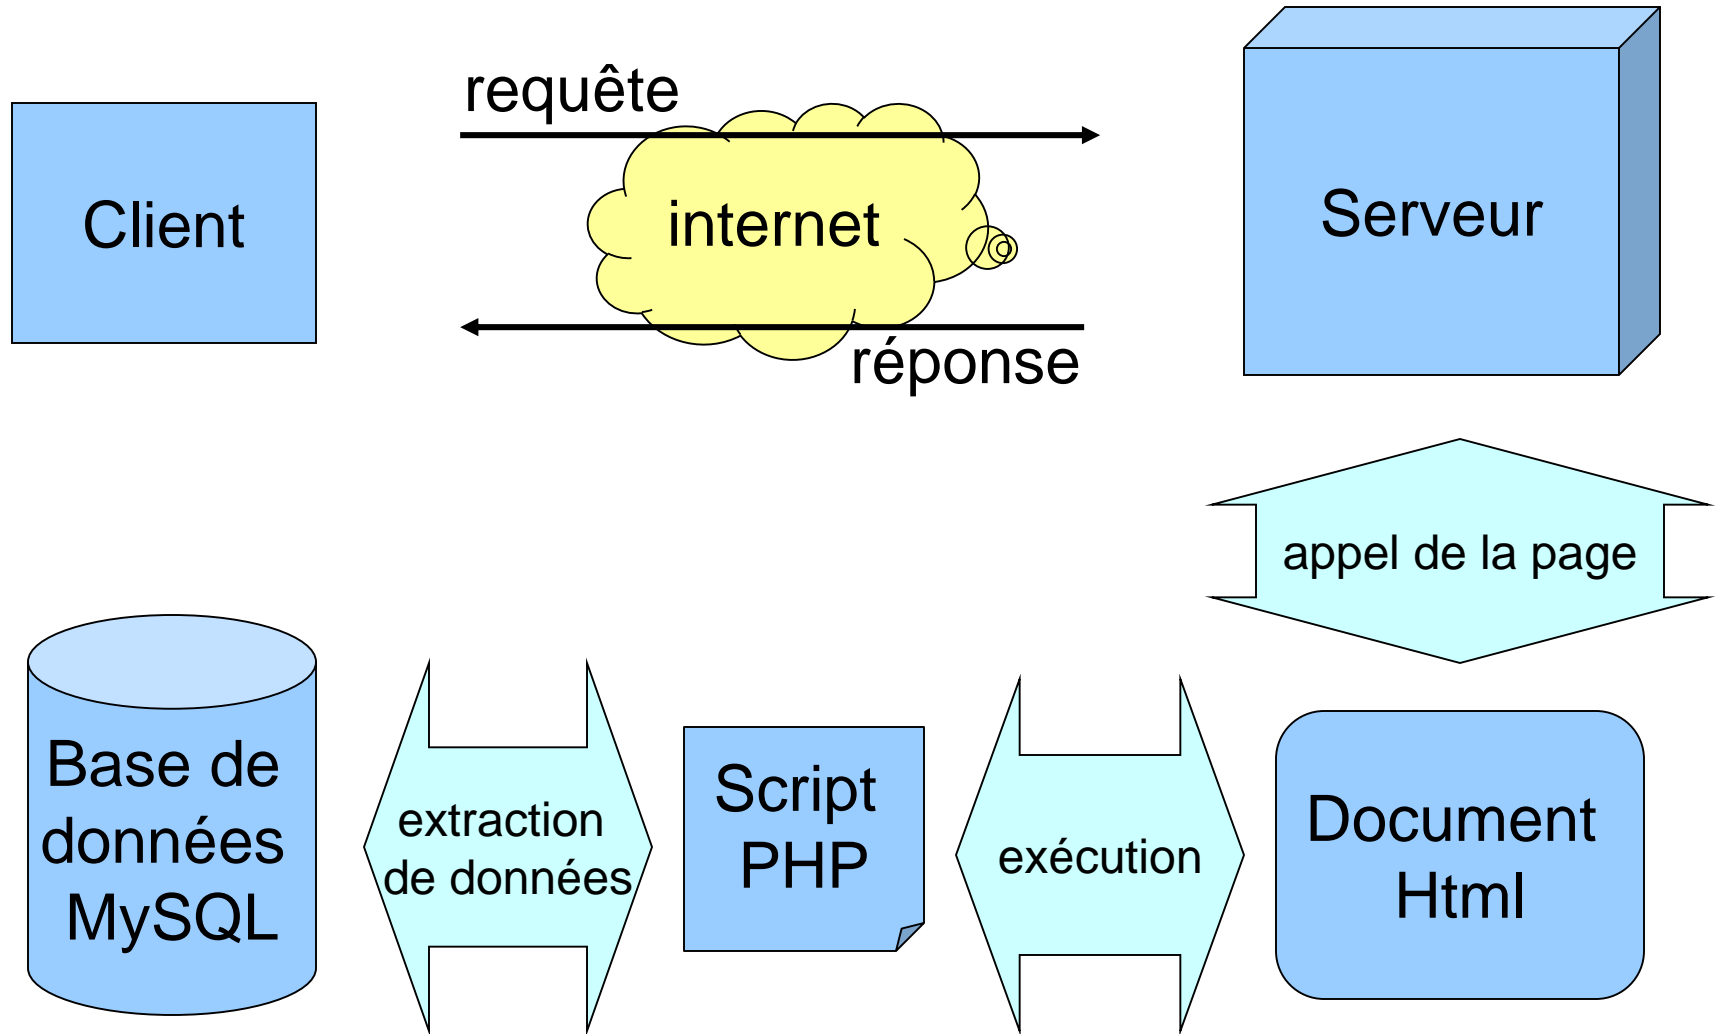 requête
Client
internet
Serveur
réponse
appel de la page
Base de
données
MySQL
extraction
de données
Script
PHP
exécution
Document
Html